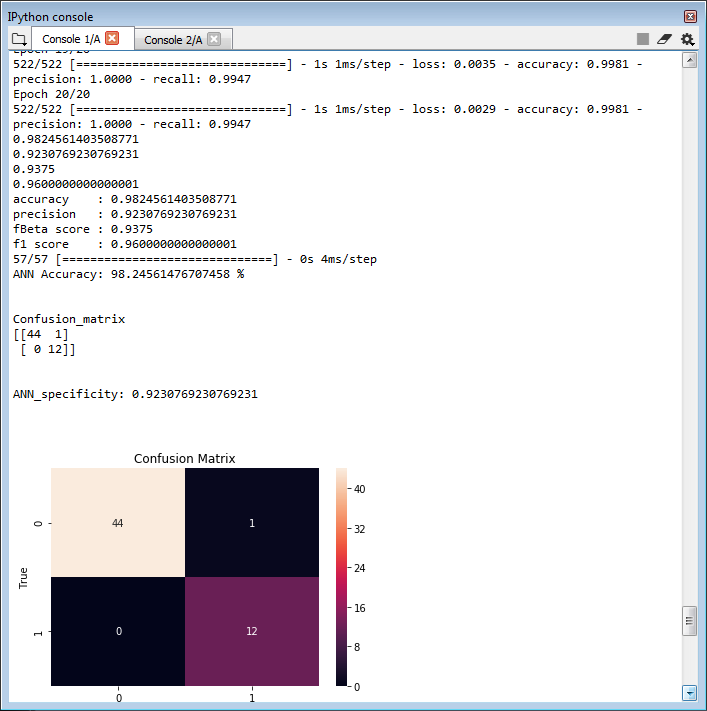 IPython console
Console 1/A
Console 2/A
Epoch 19/20
522/522 [==============================] - 1s 1ms/step - loss: 0.0035 - accuracy: 0.9981 -
precision: 1.0000 - recall: 0.9947
Epoch 20/20
522/522 [==============================] - 1s 1ms/step - loss: 0.0029 - accuracy: 0.9981 -
precision: 1.0000 - recall: 0.9947
0.9824561403508771
0.9230769230769231
0.9375
0.9600000000000001
accuracy    : 0.9824561403508771
precision   : 0.9230769230769231
fBeta score : 0.9375
f1 score    : 0.9600000000000001
57/57 [==============================] - 0s 4ms/step
ANN Accuracy: 98.24561476707458 %
Confusion_matrix
[[44  1]
 [ 0 12]]
ANN_specificity: 0.9230769230769231
Confusion Matrix
40
0
44
1
32
24
True
16
1
0
12
8
0
0
1